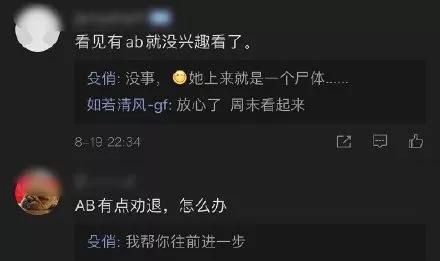 看见有ab就没兴趣看了。
殳俏: 没事，😋她上来就是一个尸体......
如若清风-gf: 放心了 周末看起来
8-19 22:34
AB有点劝退，怎么办
殳俏: 我帮你往前进一步